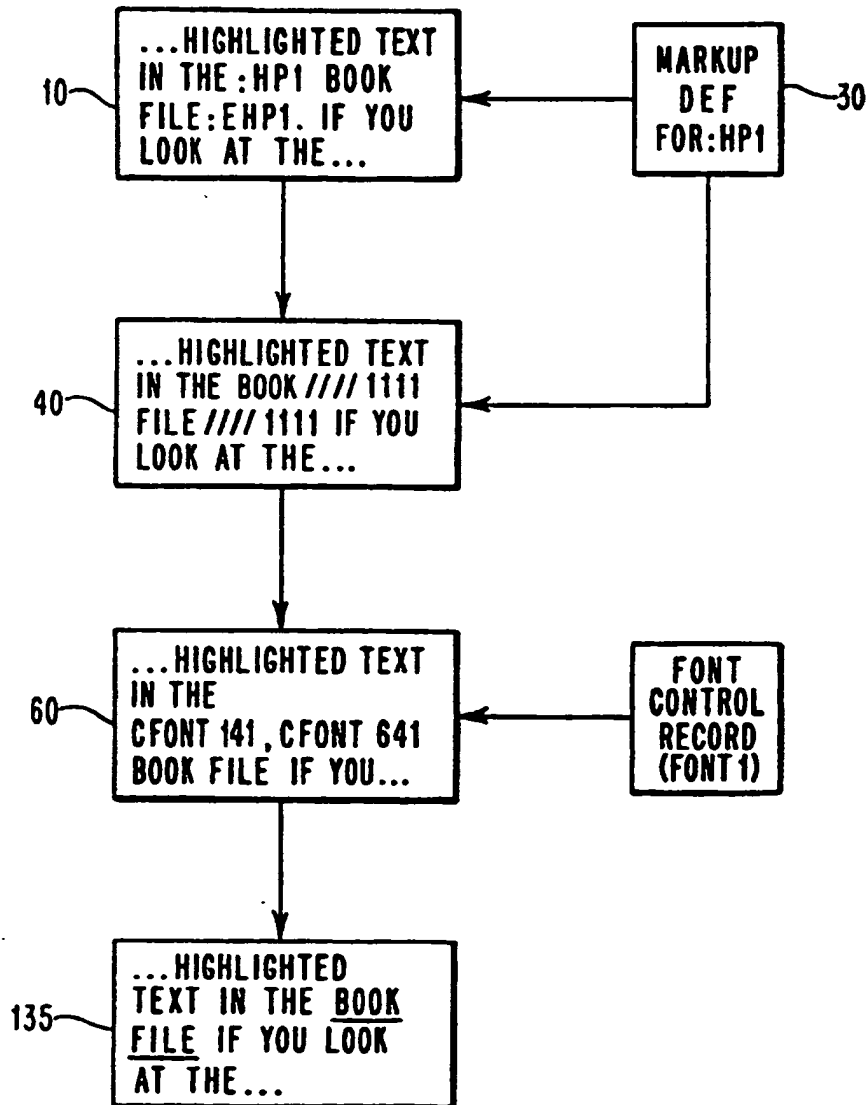 ...HIGHLIGHTED TEXT
IN THE :HP1 BOOK
FILE:EHP1. IF YOU
LOOK AT THE...
10
MARKUP
DEF
FOR:HP1
30
...HIGHLIGHTED TEXT
IN THE BOOK //// 1111
FILE //// 1111 IF YOU
LOOK AT THE...
40
...HIGHLIGHTED TEXT
IN THE
CFONT 141, CFONT 641
BOOK FILE IF YOU...
60
FONT
CONTROL
RECORD
(FONT 1)
...HIGHLIGHTED
TEXT IN THE BOOK
FILE IF YOU LOOK
AT THE...
135